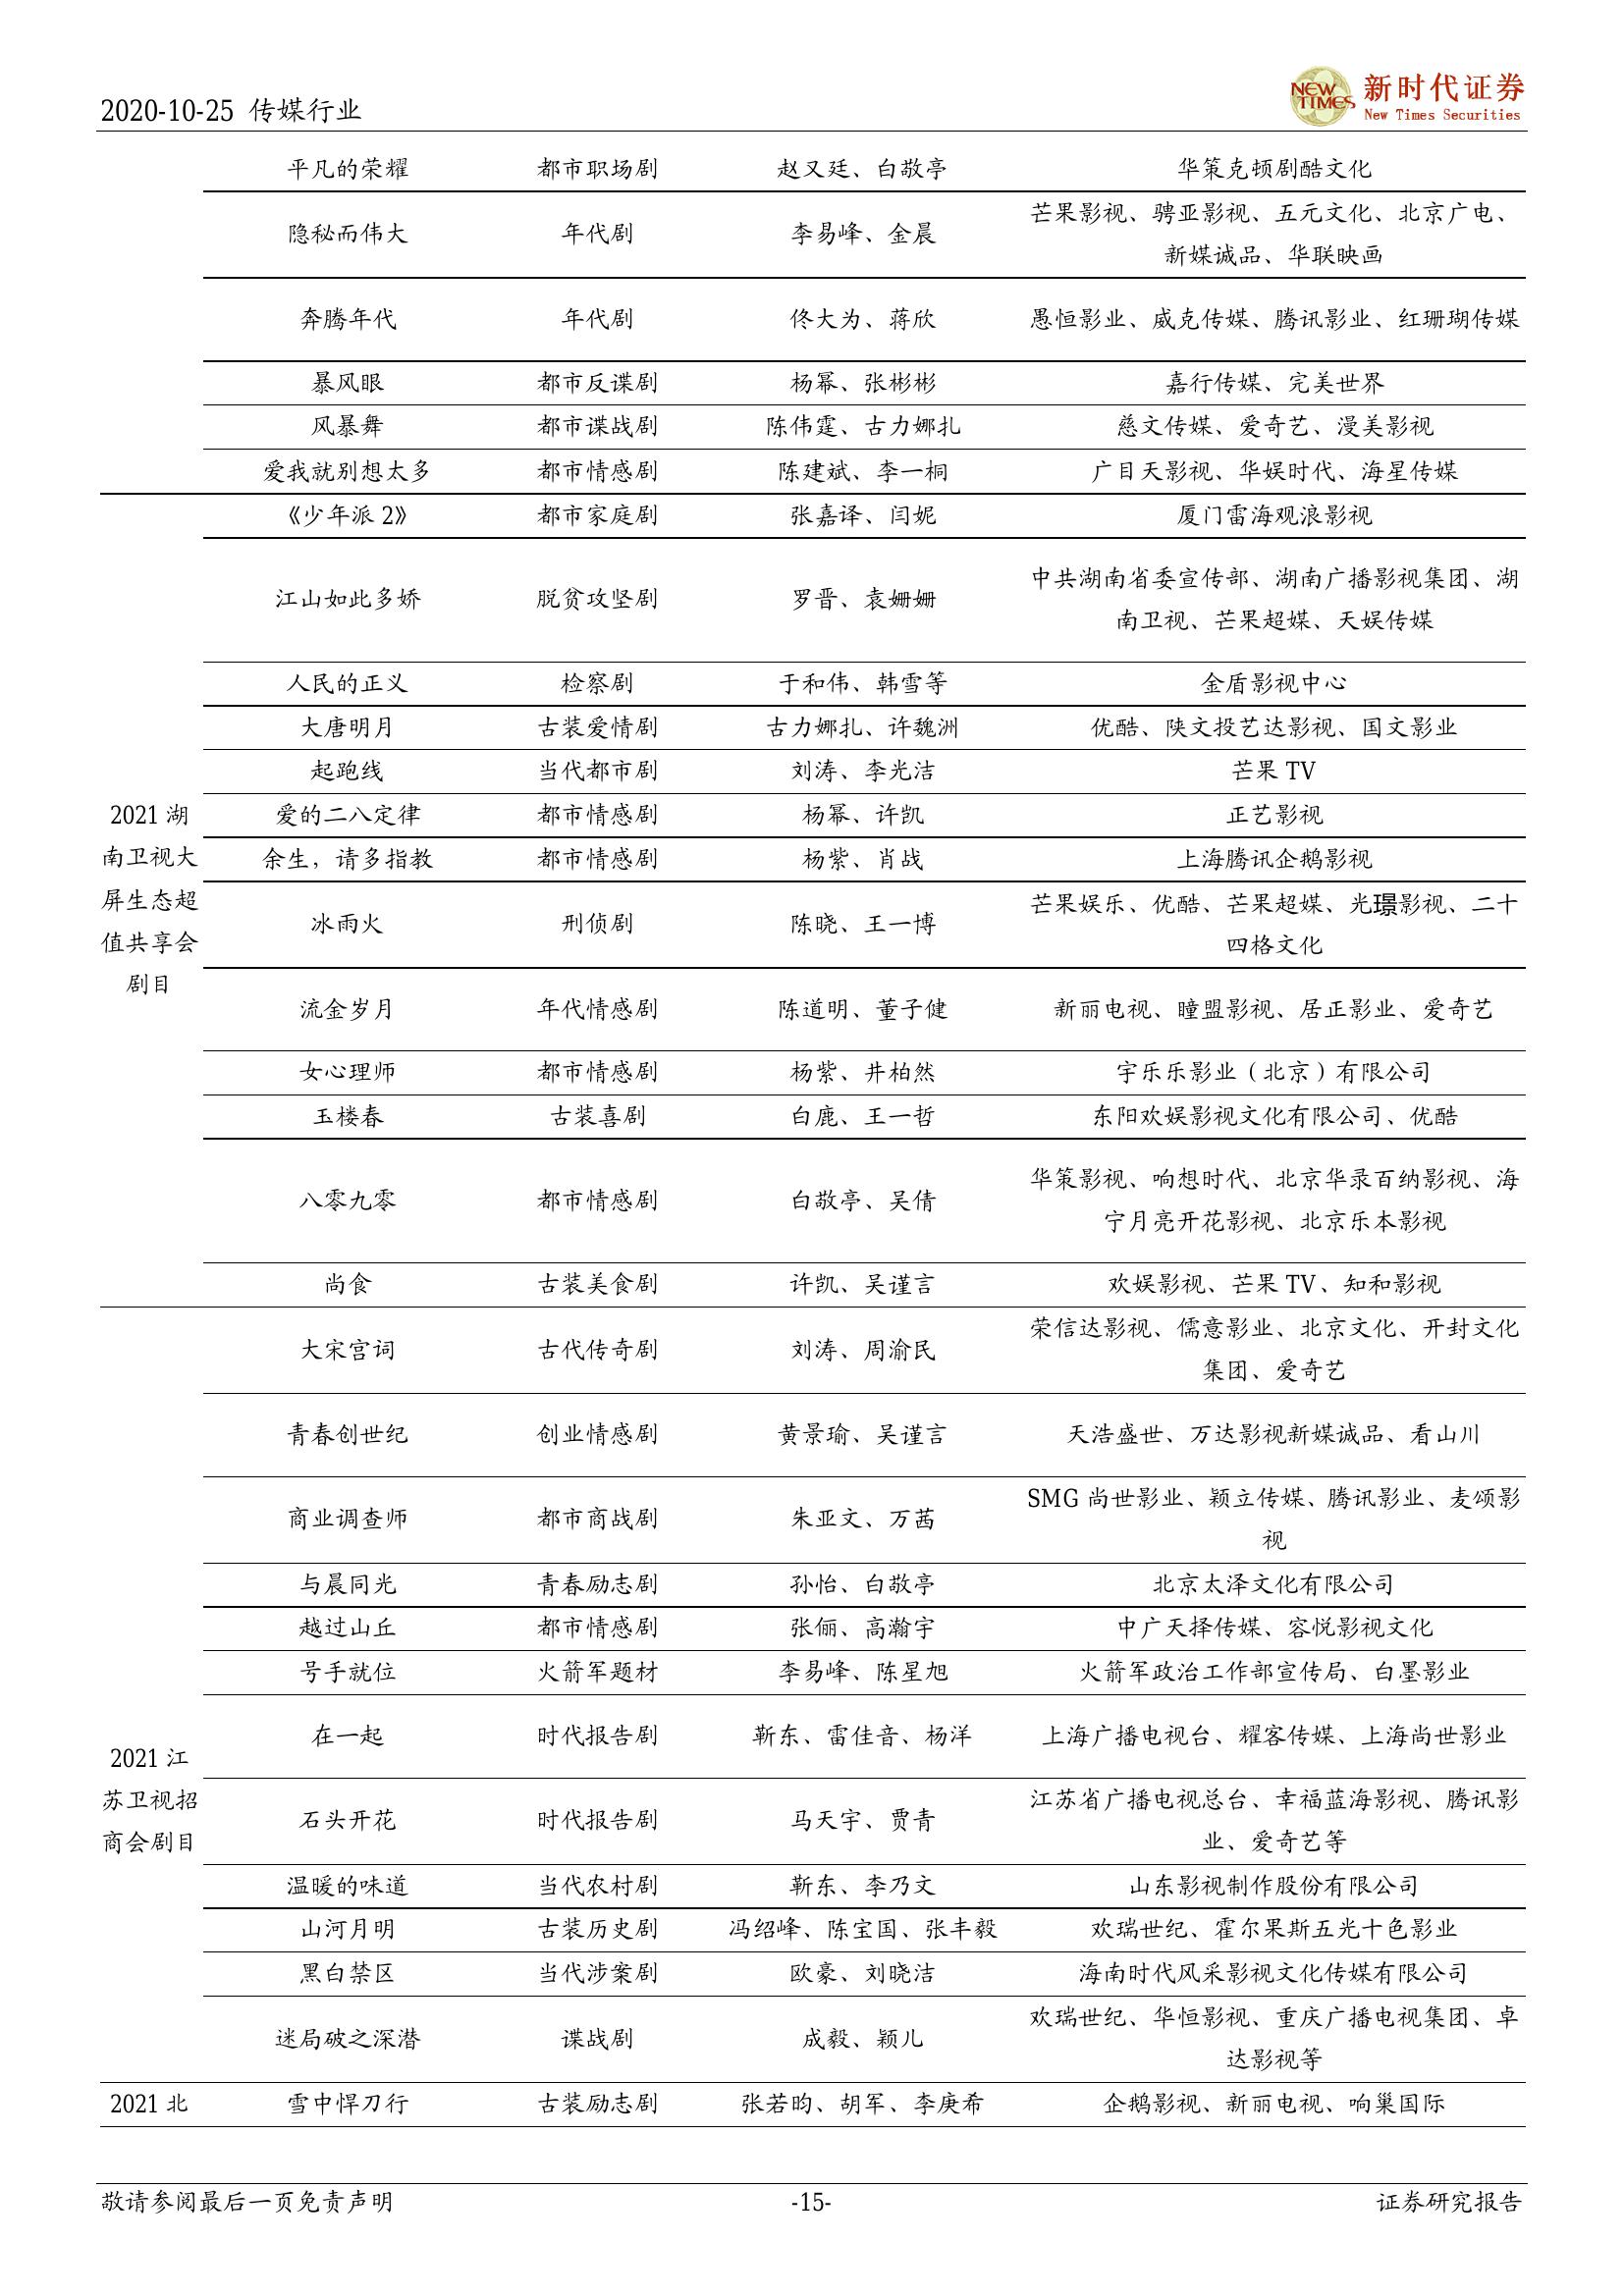 2020-10-25 传媒行业
NEW TIMES 新时代证券
New Times Securities
平凡的荣耀 都市职场剧 赵又廷、白敬亭 华策克顿剧酷文化
隐秘而伟大 年代剧 李易峰、金晨 芒果影视、骋亚影视、五元文化、北京广电、
新媒诚品、华联映画
奔腾年代 年代剧 佟大为、蒋欣 愚恒影业、威克传媒、腾讯影业、红珊瑚传媒
暴风眼 都市反谍剧 杨幂、张彬彬 嘉行传媒、完美世界
风暴舞 都市谍战剧 陈伟霆、古力娜扎 慈文传媒、爱奇艺、漫美影视
爱我就别想太多 都市情感剧 陈建斌、李一桐 广目天影视、华娱时代、海星传媒
2021 湖
南卫视大
屏生态超
值共享会
剧目
《少年派 2》 都市家庭剧 张嘉译、闫妮 厦门雷海观浪影视
江山如此多娇 脱贫攻坚剧 罗晋、袁姗姗 中共湖南省委宣传部、湖南广播影视集团、湖
南卫视、芒果超媒、天娱传媒
人民的正义 检察剧 于和伟、韩雪等 金盾影视中心
大唐明月 古装爱情剧 古力娜扎、许魏洲 优酷、陕文投艺达影视、国文影业
起跑线 当代都市剧 刘涛、李光洁 芒果 TV
爱的二八定律 都市情感剧 杨幂、许凯 正艺影视
余生，请多指教 都市情感剧 杨紫、肖战 上海腾讯企鹅影视
冰雨火 刑侦剧 陈晓、王一博 芒果娱乐、优酷、芒果超媒、光璟影视、二十
四格文化
流金岁月 年代情感剧 陈道明、董子健 新丽电视、瞳盟影视、居正影业、爱奇艺
女心理师 都市情感剧 杨紫、井柏然 宇乐乐影业（北京）有限公司
玉楼春 古装喜剧 白鹿、王一哲 东阳欢娱影视文化有限公司、优酷
八零九零 都市情感剧 白敬亭、吴倩 华策影视、响想时代、北京华录百纳影视、海
宁月亮开花影视、北京乐本影视
尚食 古装美食剧 许凯、吴谨言 欢娱影视、芒果 TV、知和影视
2021 江
苏卫视招
商会剧目
大宋宫词 古代传奇剧 刘涛、周渝民 荣信达影视、儒意影业、北京文化、开封文化
集团、爱奇艺
青春创世纪 创业情感剧 黄景瑜、吴谨言 天浩盛世、万达影视新媒诚品、看山川
商业调查师 都市商战剧 朱亚文、万茜 SMG 尚世影业、颖立传媒、腾讯影业、麦颂影
视
与晨同光 青春励志剧 孙怡、白敬亭 北京太泽文化有限公司
越过山丘 都市情感剧 张俪、高瀚宇 中广天择传媒、容悦影视文化
号手就位 火箭军题材 李易峰、陈星旭 火箭军政治工作部宣传局、白墨影业
在一起 时代报告剧 靳东、雷佳音、杨洋 上海广播电视台、耀客传媒、上海尚世影业
石头开花 时代报告剧 马天宇、贾青 江苏省广播电视总台、幸福蓝海影视、腾讯影
业、爱奇艺等
温暖的味道 当代农村剧 靳东、李乃文 山东影视制作股份有限公司
山河月明 古装历史剧 冯绍峰、陈宝国、张丰毅 欢瑞世纪、霍尔果斯五光十色影业
黑白禁区 当代涉案剧 欧豪、刘晓洁 海南时代风采影视文化传媒有限公司
迷局破之深潜 谍战剧 成毅、颖儿 欢瑞世纪、华恒影视、重庆广播电视集团、卓
达影视等
2021 北 雪中悍刀行 古装励志剧 张若昀、胡军、李庚希 企鹅影视、新丽电视、响巢国际
敬请参阅最后一页免责声明 -15- 证券研究报告